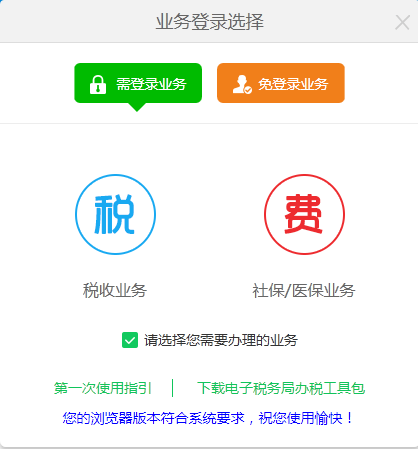 业务登录选择
需登录业务 免登录业务
税 费
税收业务 社保/医保业务
请选择您需要办理的业务
第一次使用指引 下载电子税务局办税工具包
您的浏览器版本符合系统要求，祝您使用愉快！